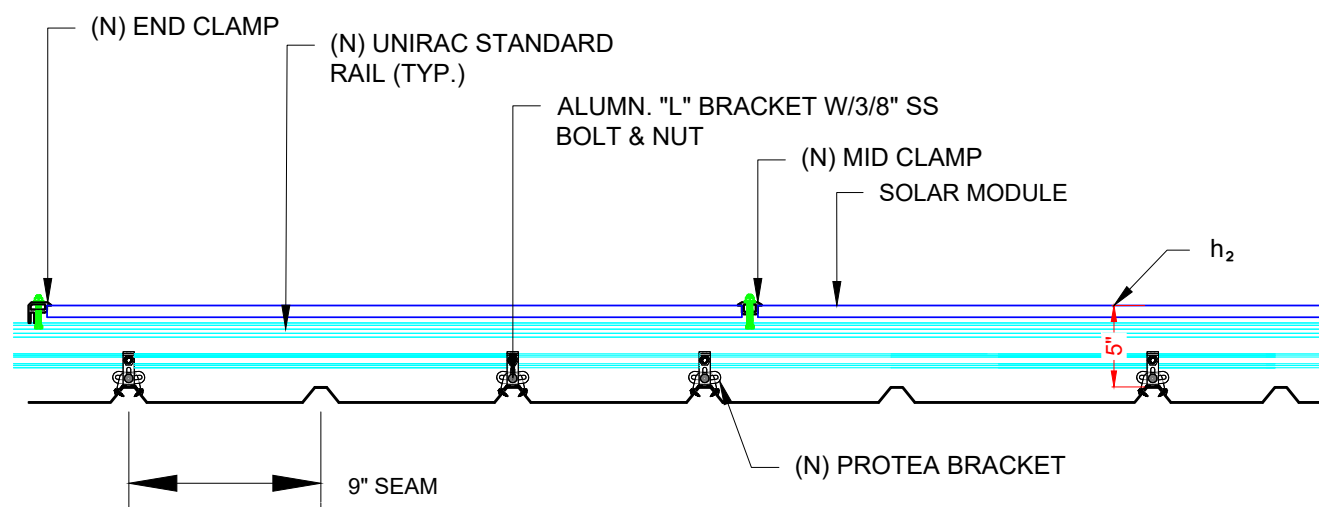 (N) END CLAMP
(N) UNIRAC STANDARD
RAIL (TYP.)
ALUMN. "L" BRACKET W/3/8" SS
BOLT & NUT
(N) MID CLAMP
SOLAR MODULE
h₂
5"
(N) PROTEA BRACKET
9" SEAM